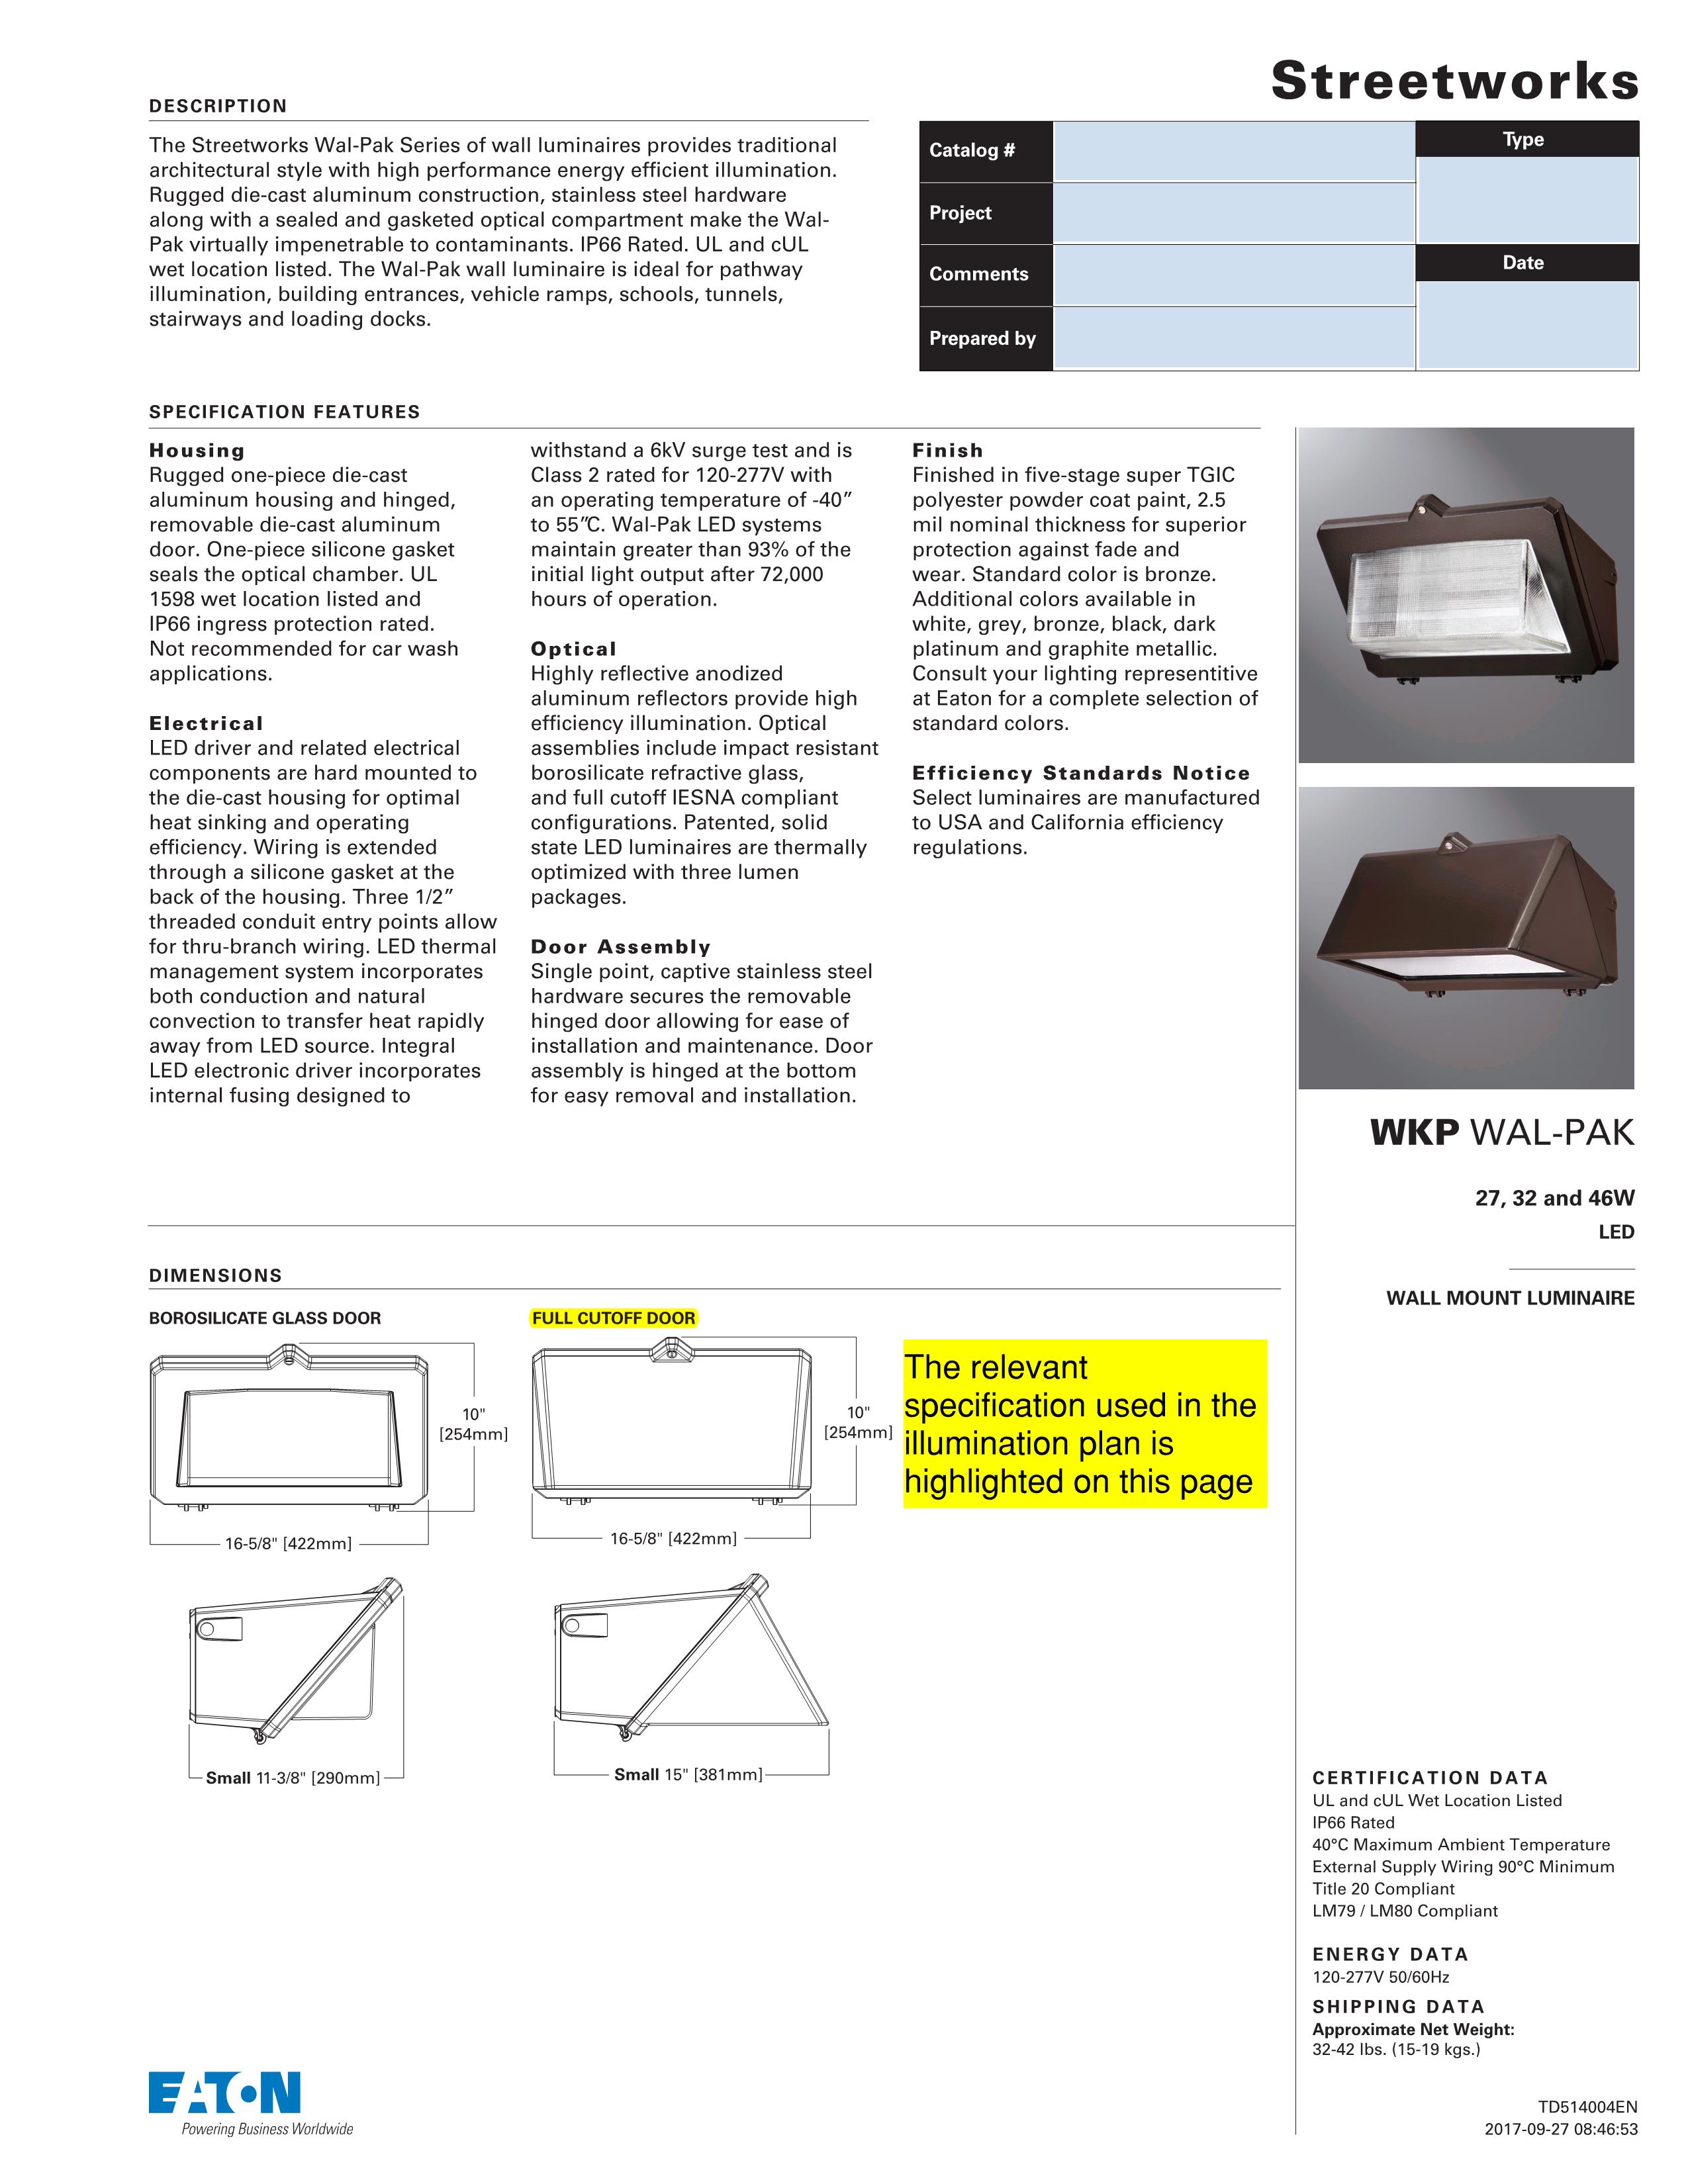 Streetworks
DESCRIPTION
The Streetworks Wal-Pak Series of wall luminaires provides traditional
architectural style with high performance energy efficient illumination.
Rugged die-cast aluminum construction, stainless steel hardware
along with a sealed and gasketed optical compartment make the Wal-
Pak virtually impenetrable to contaminants. IP66 Rated. UL and cUL
wet location listed. The Wal-Pak wall luminaire is ideal for pathway
illumination, building entrances, vehicle ramps, schools, tunnels,
stairways and loading docks.
Catalog #
Type
Project
Comments
Date
Prepared by
SPECIFICATION FEATURES
Housing
Rugged one-piece die-cast
aluminum housing and hinged,
removable die-cast aluminum
door. One-piece silicone gasket
seals the optical chamber. UL
1598 wet location listed and
IP66 ingress protection rated.
Not recommended for car wash
applications.
Electrical
LED driver and related electrical
components are hard mounted to
the die-cast housing for optimal
heat sinking and operating
efficiency. Wiring is extended
through a silicone gasket at the
back of the housing. Three 1/2”
threaded conduit entry points allow
for thru-branch wiring. LED thermal
management system incorporates
both conduction and natural
convection to transfer heat rapidly
away from LED source. Integral
LED electronic driver incorporates
internal fusing designed to
withstand a 6kV surge test and is
Class 2 rated for 120-277V with
an operating temperature of -40”
to 55”C. Wal-Pak LED systems
maintain greater than 93% of the
initial light output after 72,000
hours of operation.
Optical
Highly reflective anodized
aluminum reflectors provide high
efficiency illumination. Optical
assemblies include impact resistant
borosilicate refractive glass,
and full cutoff IESNA compliant
configurations. Patented, solid
state LED luminaires are thermally
optimized with three lumen
packages.
Door Assembly
Single point, captive stainless steel
hardware secures the removable
hinged door allowing for ease of
installation and maintenance. Door
assembly is hinged at the bottom
for easy removal and installation.
Finish
Finished in five-stage super TGIC
polyester powder coat paint, 2.5
mil nominal thickness for superior
protection against fade and
wear. Standard color is bronze.
Additional colors available in
white, grey, bronze, black, dark
platinum and graphite metallic.
Consult your lighting representitive
at Eaton for a complete selection of
standard colors.
Efficiency Standards Notice
Select luminaires are manufactured
to USA and California efficiency
regulations.
WKP WAL-PAK
27, 32 and 46W
LED
WALL MOUNT LUMINAIRE
DIMENSIONS
BOROSILICATE GLASS DOOR
10"
[254mm]
16-5/8" [422mm]
Small 11-3/8" [290mm]
FULL CUTOFF DOOR
10"
[254mm]
16-5/8" [422mm]
Small 15" [381mm]
The relevant
specification used in the
illumination plan is
highlighted on this page
CERTIFICATION DATA
UL and cUL Wet Location Listed
IP66 Rated
40°C Maximum Ambient Temperature
External Supply Wiring 90°C Minimum
Title 20 Compliant
LM79 / LM80 Compliant
ENERGY DATA
120-277V 50/60Hz
SHIPPING DATA
Approximate Net Weight:
32-42 lbs. (15-19 kgs.)
EATON
Powering Business Worldwide
TD514004EN
2017-09-27 08:46:53